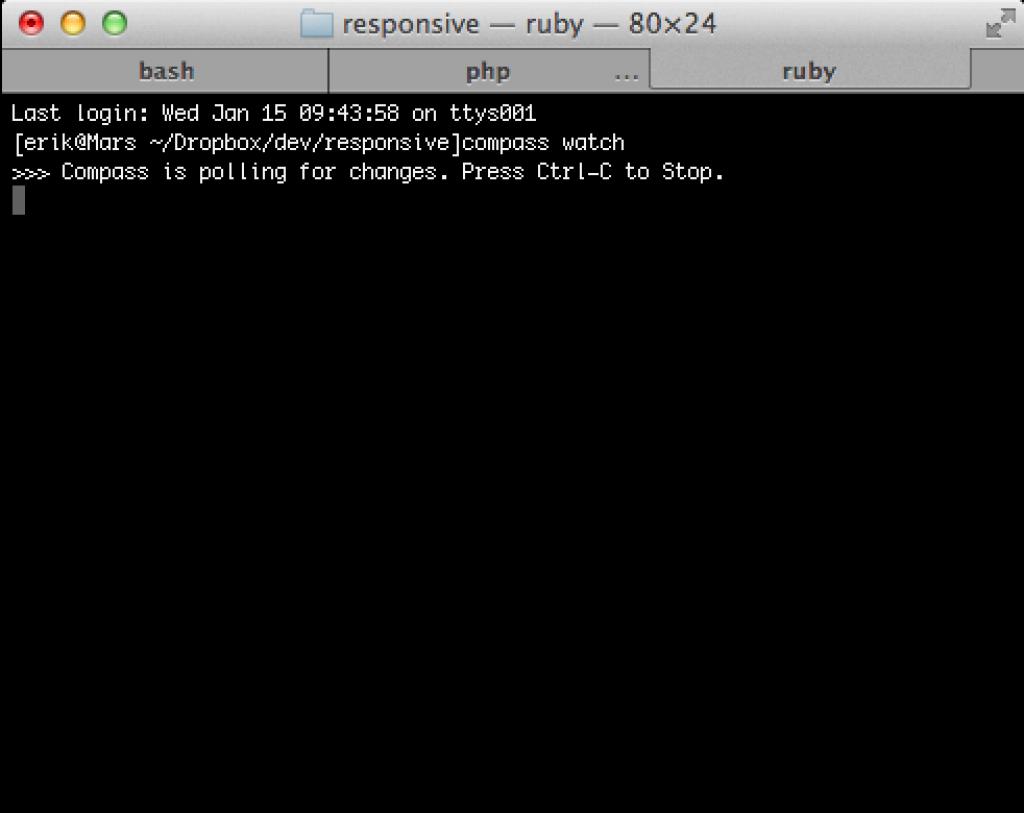 responsive — ruby — 80×24
bash
php
...
ruby
Last login: Wed Jan 15 09:43:58 on ttys001
[erik@Mars ~/Dropbox/dev/responsive]compass watch
>>> Compass is polling for changes. Press Ctrl-C to Stop.